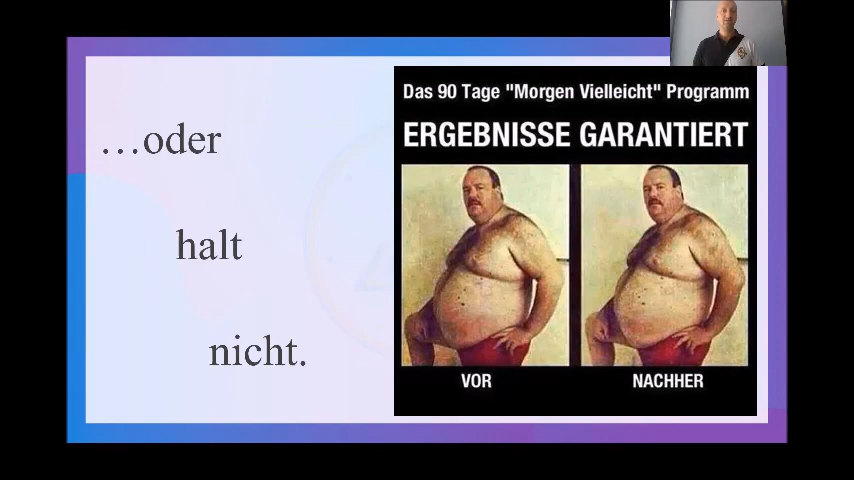 …oder
halt
nicht.
Das 90 Tage "Morgen Vielleicht" Programm
ERGEBNISSE GARANTIERT
VOR
NACHHER